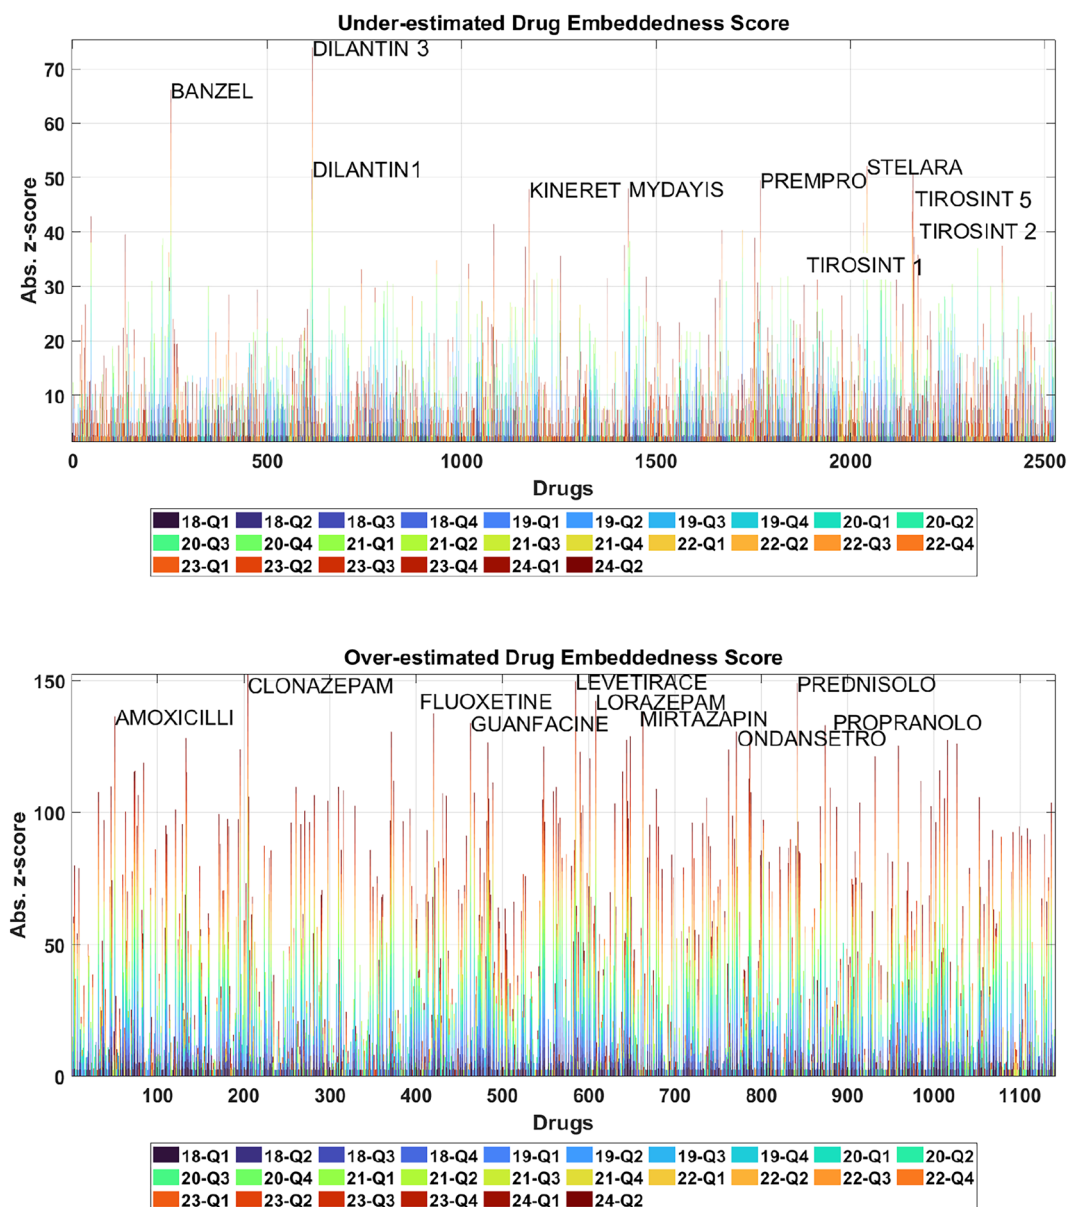 Under-estimated Drug Embeddedness Score
DILANTIN 3
70
BANZEL
60
DILANTIN1
STELARA
50
KINERET MYDAYIS
PREMPRO
TIROSINT 5
Abs. z-score
40
TIROSINT 2
TIROSINT 1
30
20
10
0 500 1000 1500 2000 2500
Drugs
18-Q1 18-Q2 18-Q3 18-Q4 19-Q1 19-Q2 19-Q3 19-Q4 20-Q1 20-Q2
20-Q3 20-Q4 21-Q1 21-Q2 21-Q3 21-Q4 22-Q1 22-Q2 22-Q3 22-Q4
23-Q1 23-Q2 23-Q3 23-Q4 24-Q1 24-Q2
Over-estimated Drug Embeddedness Score
150
CLONAZEPAM
LEVETIRACE
PREDNISOLO
FLUOXETINE
LORAZEPAM
AMOXICILLI
GUANFACINE
MIRTAZAPIN
PROPRANOLO
ONDANSETRO
100
Abs. z-score
50
0
100 200 300 400 500 600 700 800 900 1000 1100
Drugs
18-Q1 18-Q2 18-Q3 18-Q4 19-Q1 19-Q2 19-Q3 19-Q4 20-Q1 20-Q2
20-Q3 20-Q4 21-Q1 21-Q2 21-Q3 21-Q4 22-Q1 22-Q2 22-Q3 22-Q4
23-Q1 23-Q2 23-Q3 23-Q4 24-Q1 24-Q2